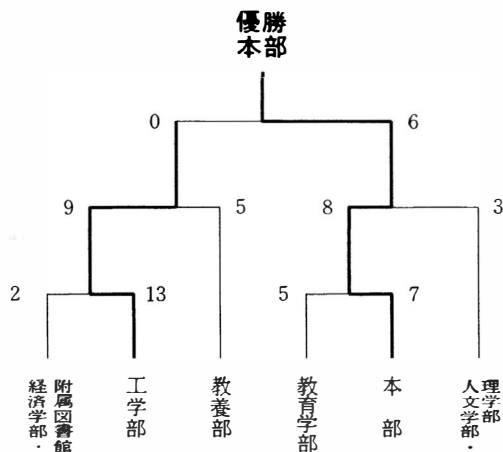 優勝
本部
0
6
9
5
8
3
2
13
5
7
経済学部・
附属図書館
工学部
教養部
教育学部
本部
人文学部・
理学部